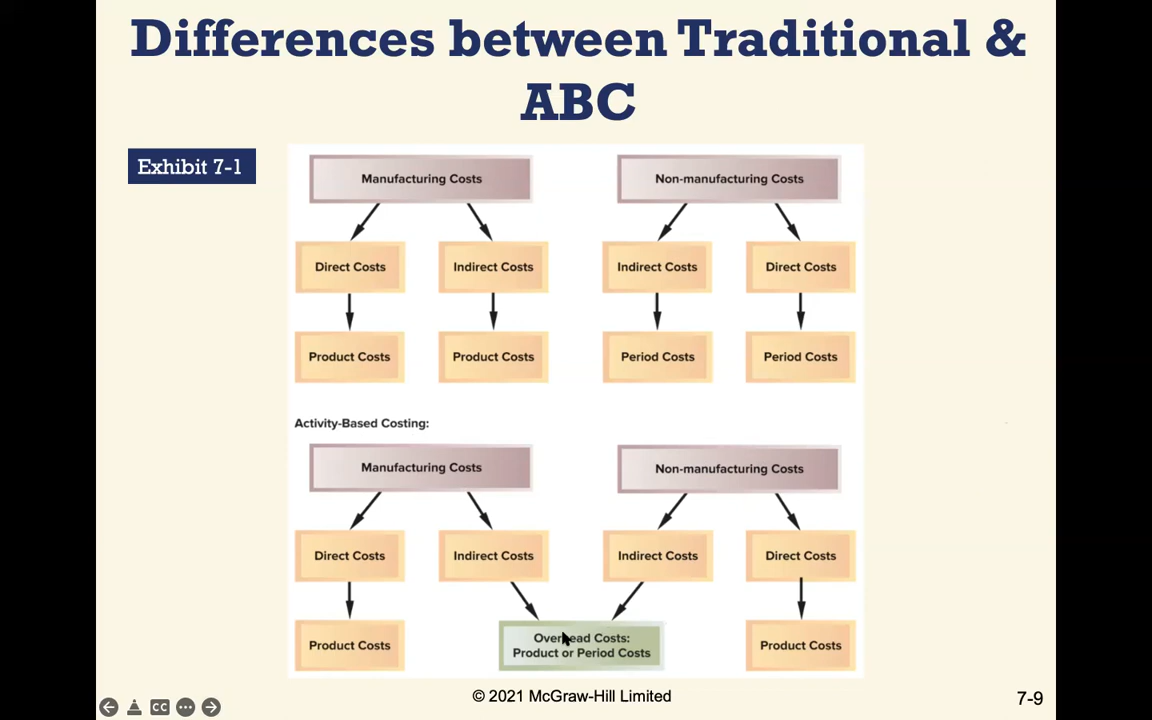 Differences between Traditional &
ABC
Exhibit 7-1
Manufacturing Costs
Non-manufacturing Costs
Direct Costs
Indirect Costs
Indirect Costs
Direct Costs
Product Costs
Product Costs
Period Costs
Period Costs
Activity-Based Costing:
Manufacturing Costs
Non-manufacturing Costs
Direct Costs
Indirect Costs
Indirect Costs
Direct Costs
Product Costs
Overhead Costs:
Product or Period Costs
Product Costs
© 2021 McGraw-Hill Limited
7-9
CC